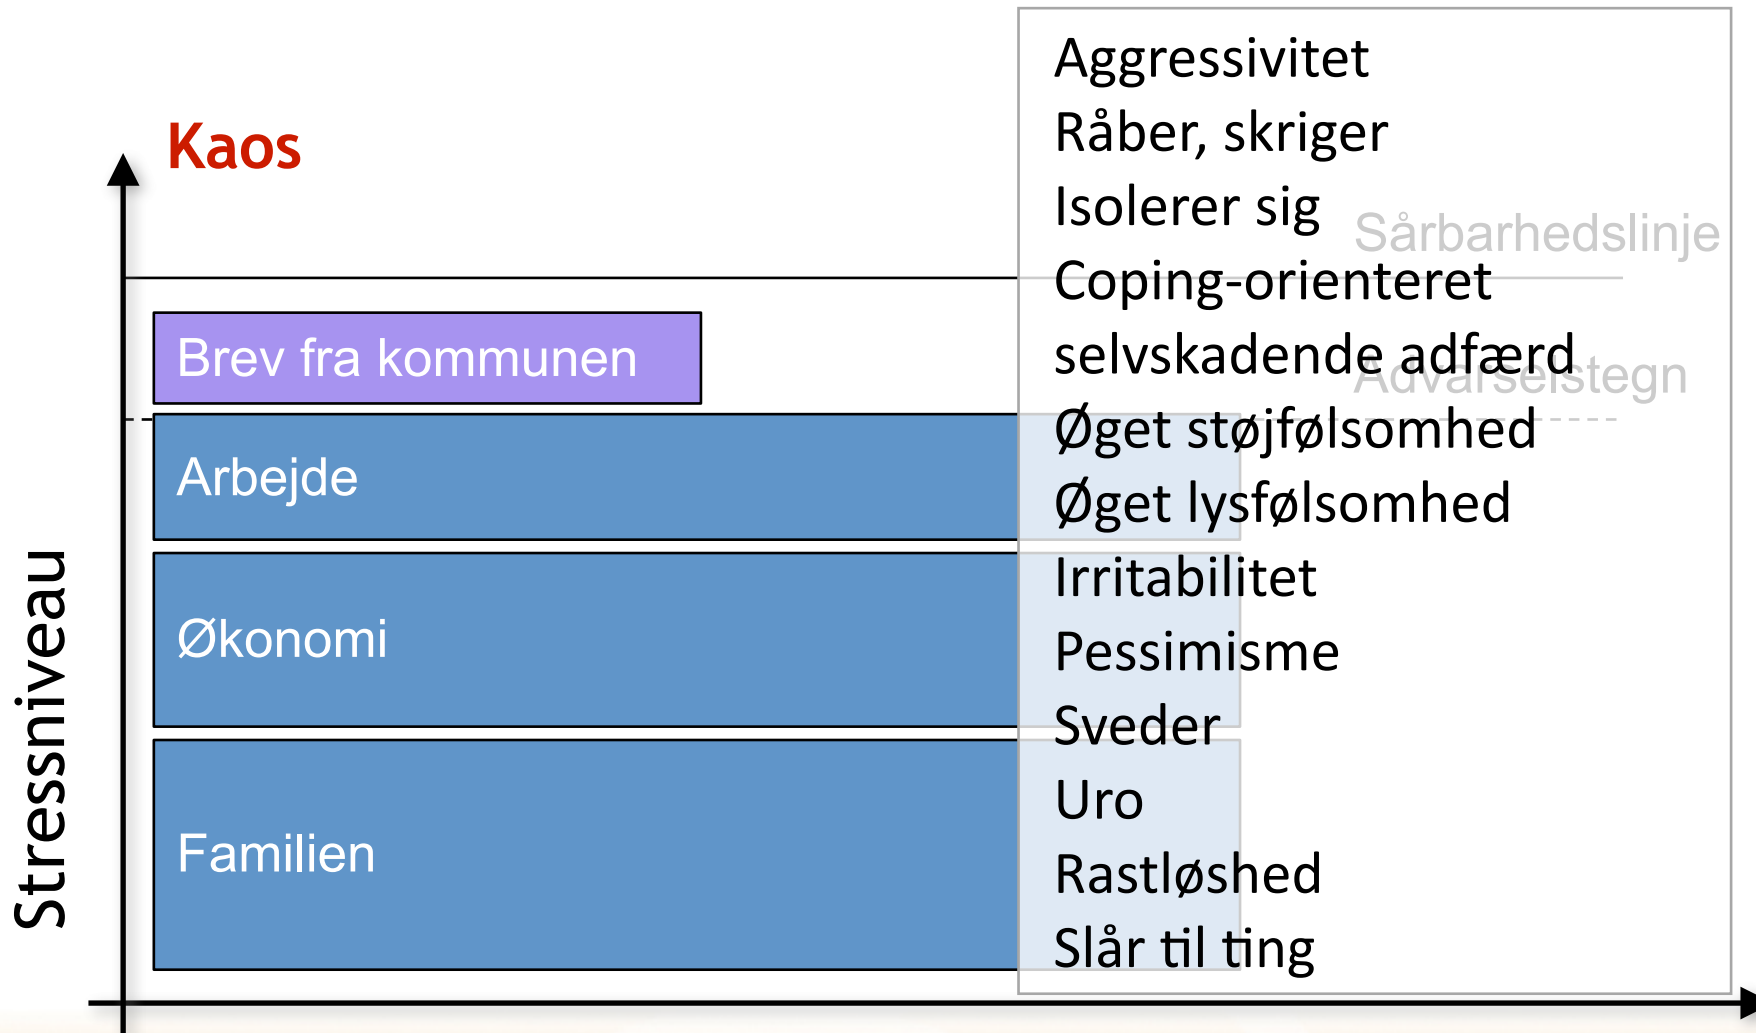 Kaos
Stressniveau
Brev fra kommunen
Arbejde
Økonomi
Familien
Sårbarhedslinje
Advarselstegn
Aggressivitet
Råber, skriger
Isolerer sig
Coping-orienteret
selvskadende adfærd
Øget støjfølsomhed
Øget lysfølsomhed
Irritabilitet
Pessimisme
Sveder
Uro
Rastløshed
Slår til ting